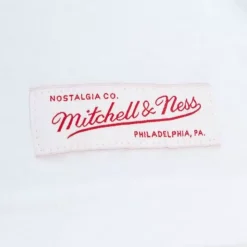 NOSTALGIA CO.
Mitchell & Ness
PHILADELPHIA, PA.